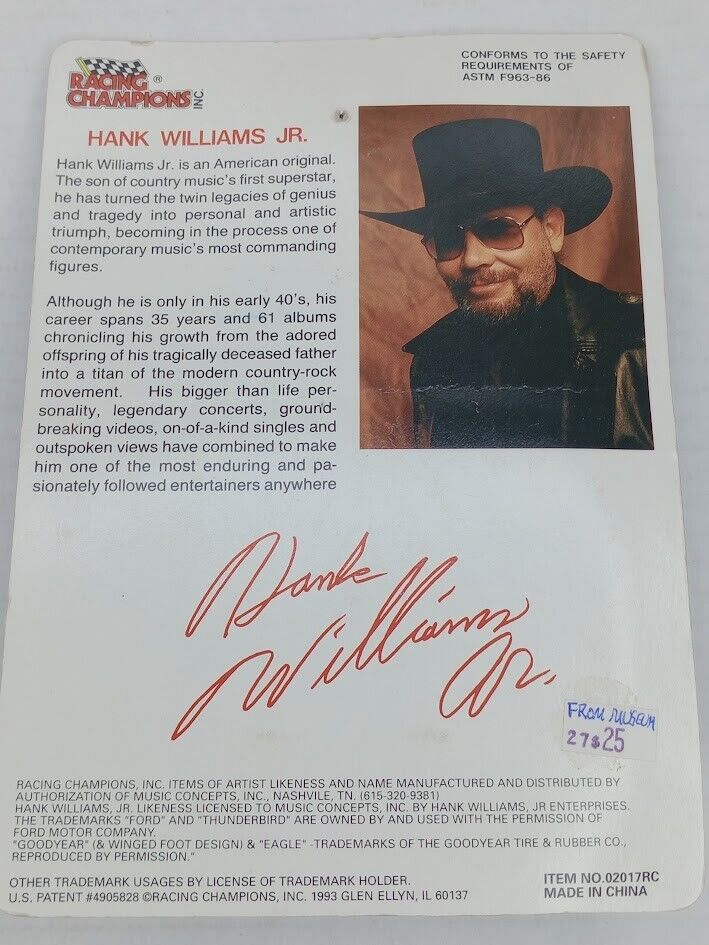 RACING ®
CHAMPIONS INC.
CONFORMS TO THE SAFETY
REQUIREMENTS OF
ASTM F963-86
HANK WILLIAMS JR.
Hank Williams Jr. is an American original.
The son of country music's first superstar,
he has turned the twin legacies of genius
and tragedy into personal and artistic
triumph, becoming in the process one of
contemporary music's most commanding
figures.
Although he is only in his early 40's, his
career spans 35 years and 61 albums
chronicling his growth from the adored
offspring of his tragically deceased father
into a titan of the modern country-rock
movement. His bigger than life per-
sonality, legendary concerts, ground-
breaking videos, on-of-a-kind singles and
outspoken views have combined to make
him one of the most enduring and pa-
sionately followed entertainers anywhere
Hank
Williams
Jr.
FROM MUSEUM
27$25
RACING CHAMPIONS, INC. ITEMS OF ARTIST LIKENESS AND NAME MANUFACTURED AND DISTRIBUTED BY
AUTHORIZATION OF MUSIC CONCEPTS, INC., NASHVILE, TN. (615-320-9381)
HANK WILLIAMS, JR. LIKENESS LICENSED TO MUSIC CONCEPTS, INC. BY HANK WILLIAMS, JR ENTERPRISES.
THE TRADEMARKS "FORD" AND "THUNDERBIRD" ARE OWNED BY AND USED WITH THE PERMISSION OF
FORD MOTOR COMPANY.
"GOODYEAR" (& WINGED FOOT DESIGN) & "EAGLE" -TRADEMARKS OF THE GOODYEAR TIRE & RUBBER CO.,
REPRODUCED BY PERMISSION."
OTHER TRADEMARK USAGES BY LICENSE OF TRADEMARK HOLDER.
U.S. PATENT #4905828 ©RACING CHAMPIONS, INC. 1993 GLEN ELLYN, IL 60137
ITEM NO.02017RC
MADE IN CHINA